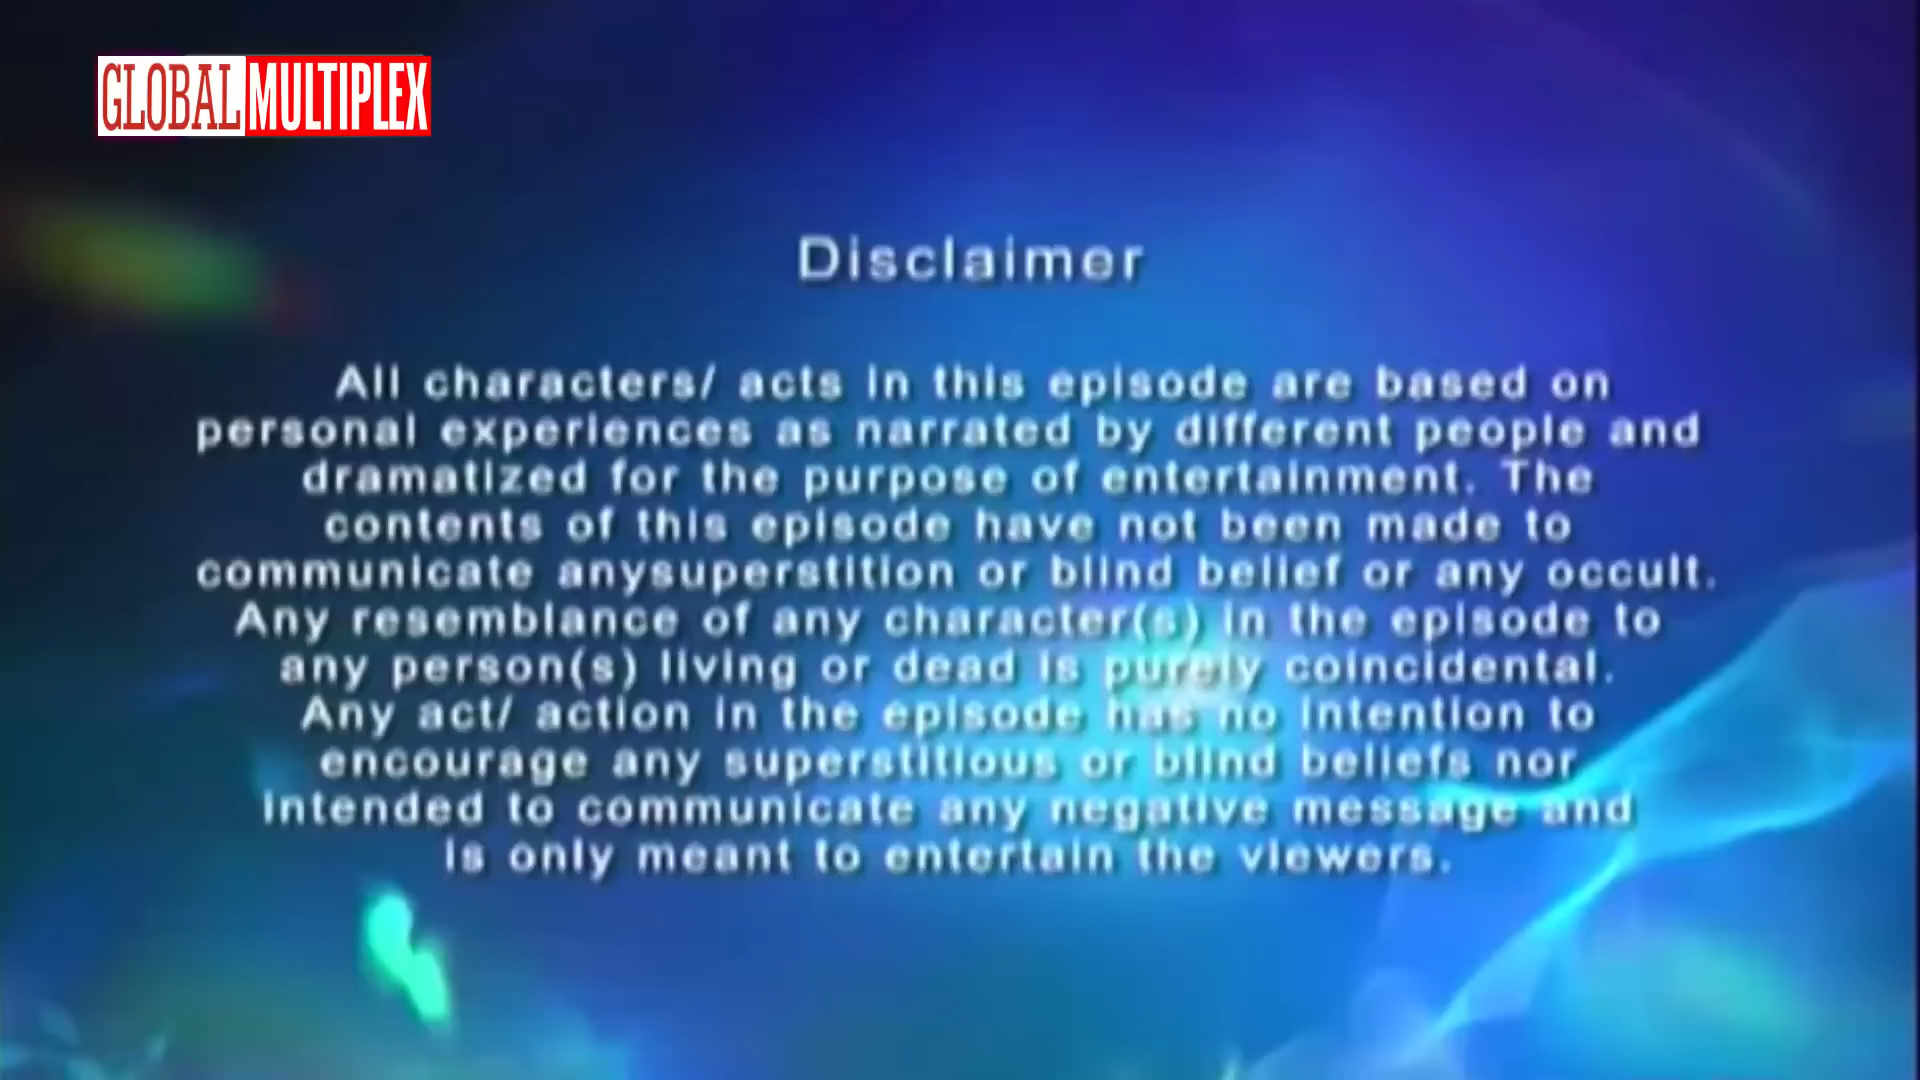 GLOBAL MULTIPLEX
Disclaimer
All characters/ acts in this episode are based on
personal experiences as narrated by different people and
dramatized for the purpose of entertainment. The
contents of this episode have not been made to
communicate anysuperstition or blind belief or any occult.
Any resemblance of any character(s) in the episode to
any person(s) living or dead is purely coincidental.
Any act/ action in the episode has no intention to
encourage any superstitious or blind beliefs nor
intended to communicate any negative message and
is only meant to entertain the viewers.